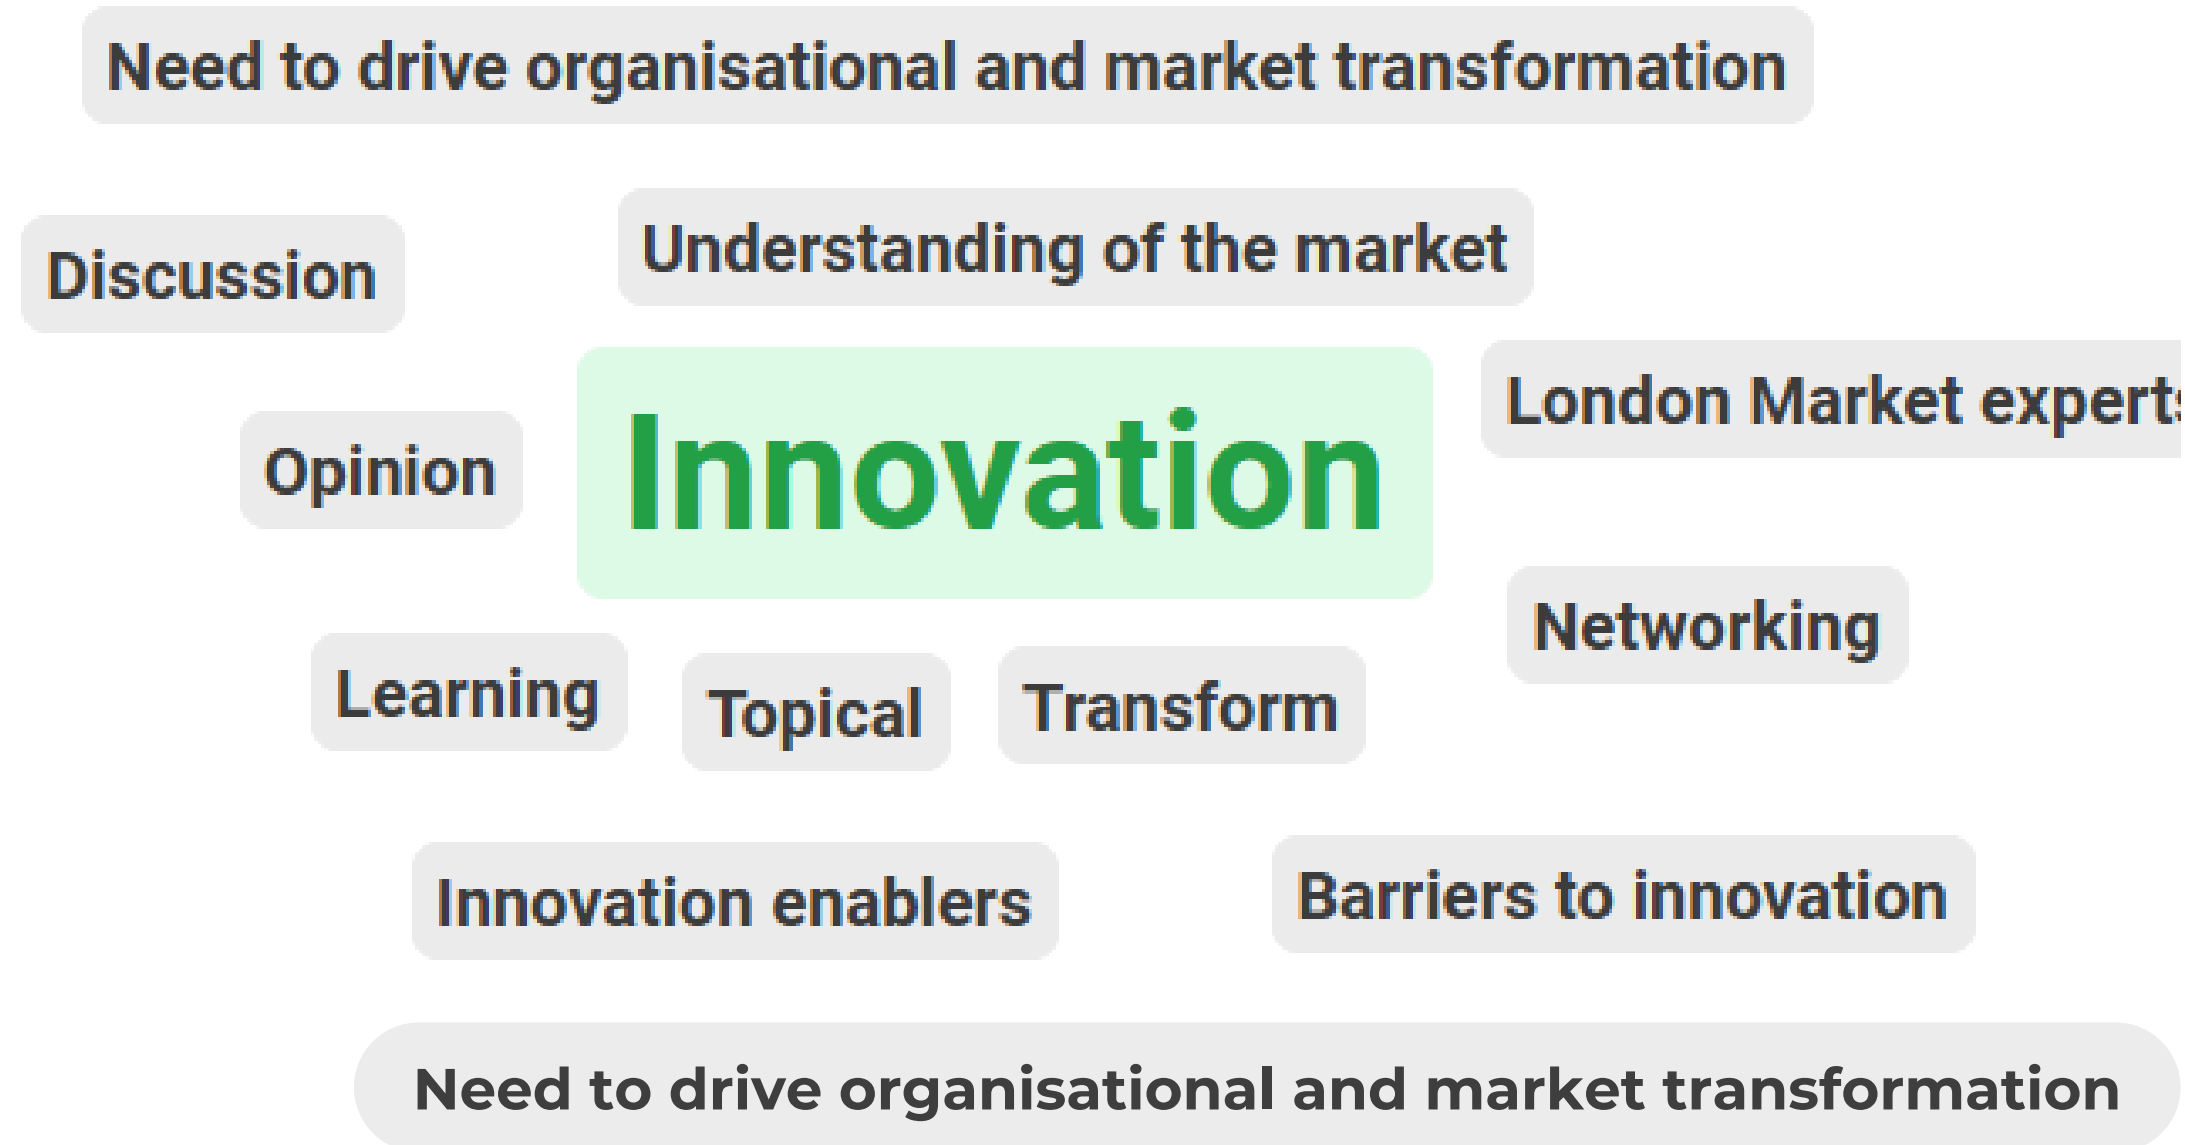 Need to drive organisational and market transformation
Understanding of the market
Discussion
London Market experts
Opinion
Innovation
Networking
Learning
Topical
Transform
Innovation enablers
Barriers to innovation
Need to drive organisational and market transformation